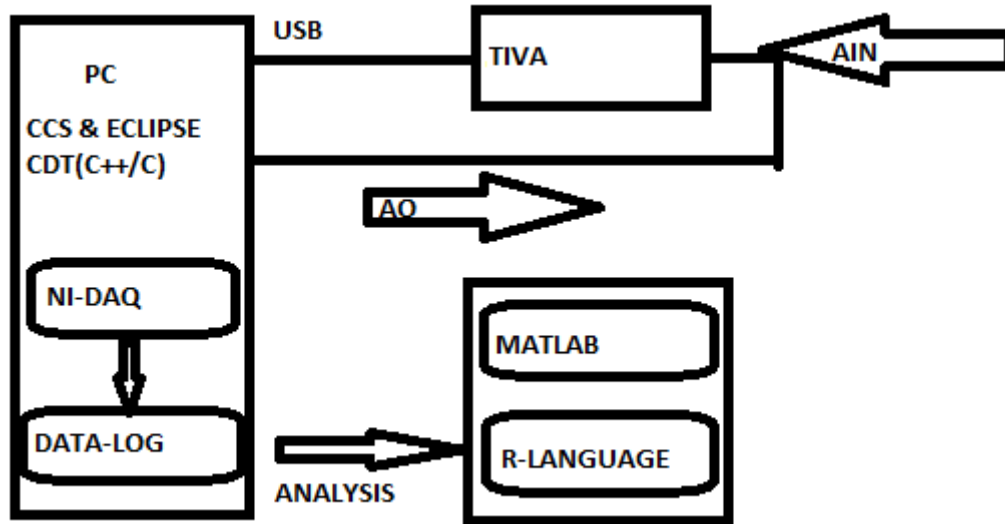 USB
PC
TIVA
AIN
CCS & ECLIPSE
CDT(C++/C)
AO
NI-DAQ
MATLAB
DATA-LOG
R-LANGUAGE
ANALYSIS